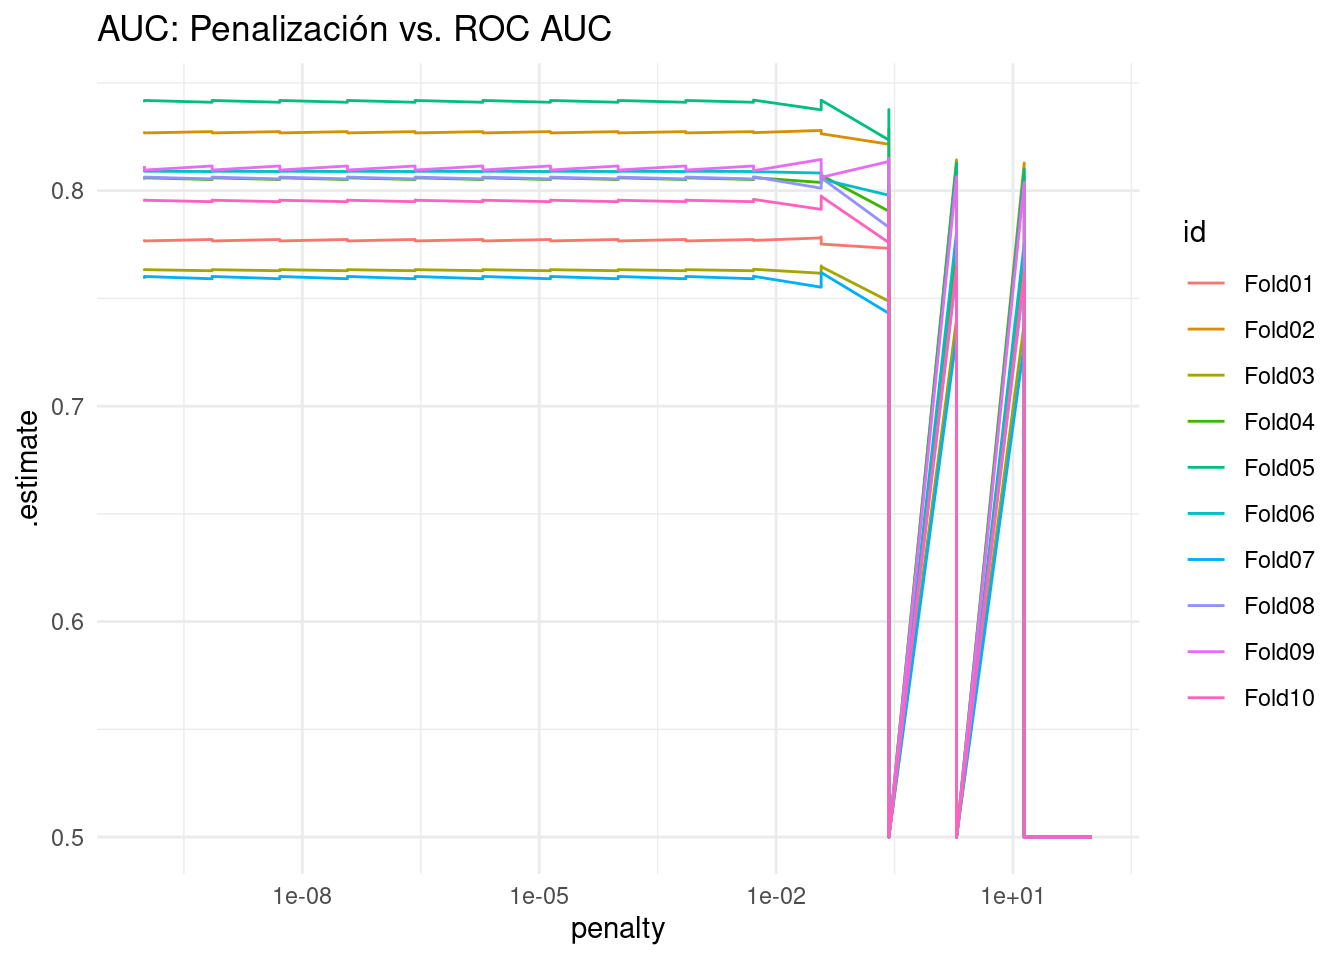 AUC: Penalización vs. ROC AUC
.estimate
0.8
0.7
0.6
0.5
1e-08 1e-05 1e-02 1e+01
penalty
id
Fold01
Fold02
Fold03
Fold04
Fold05
Fold06
Fold07
Fold08
Fold09
Fold10